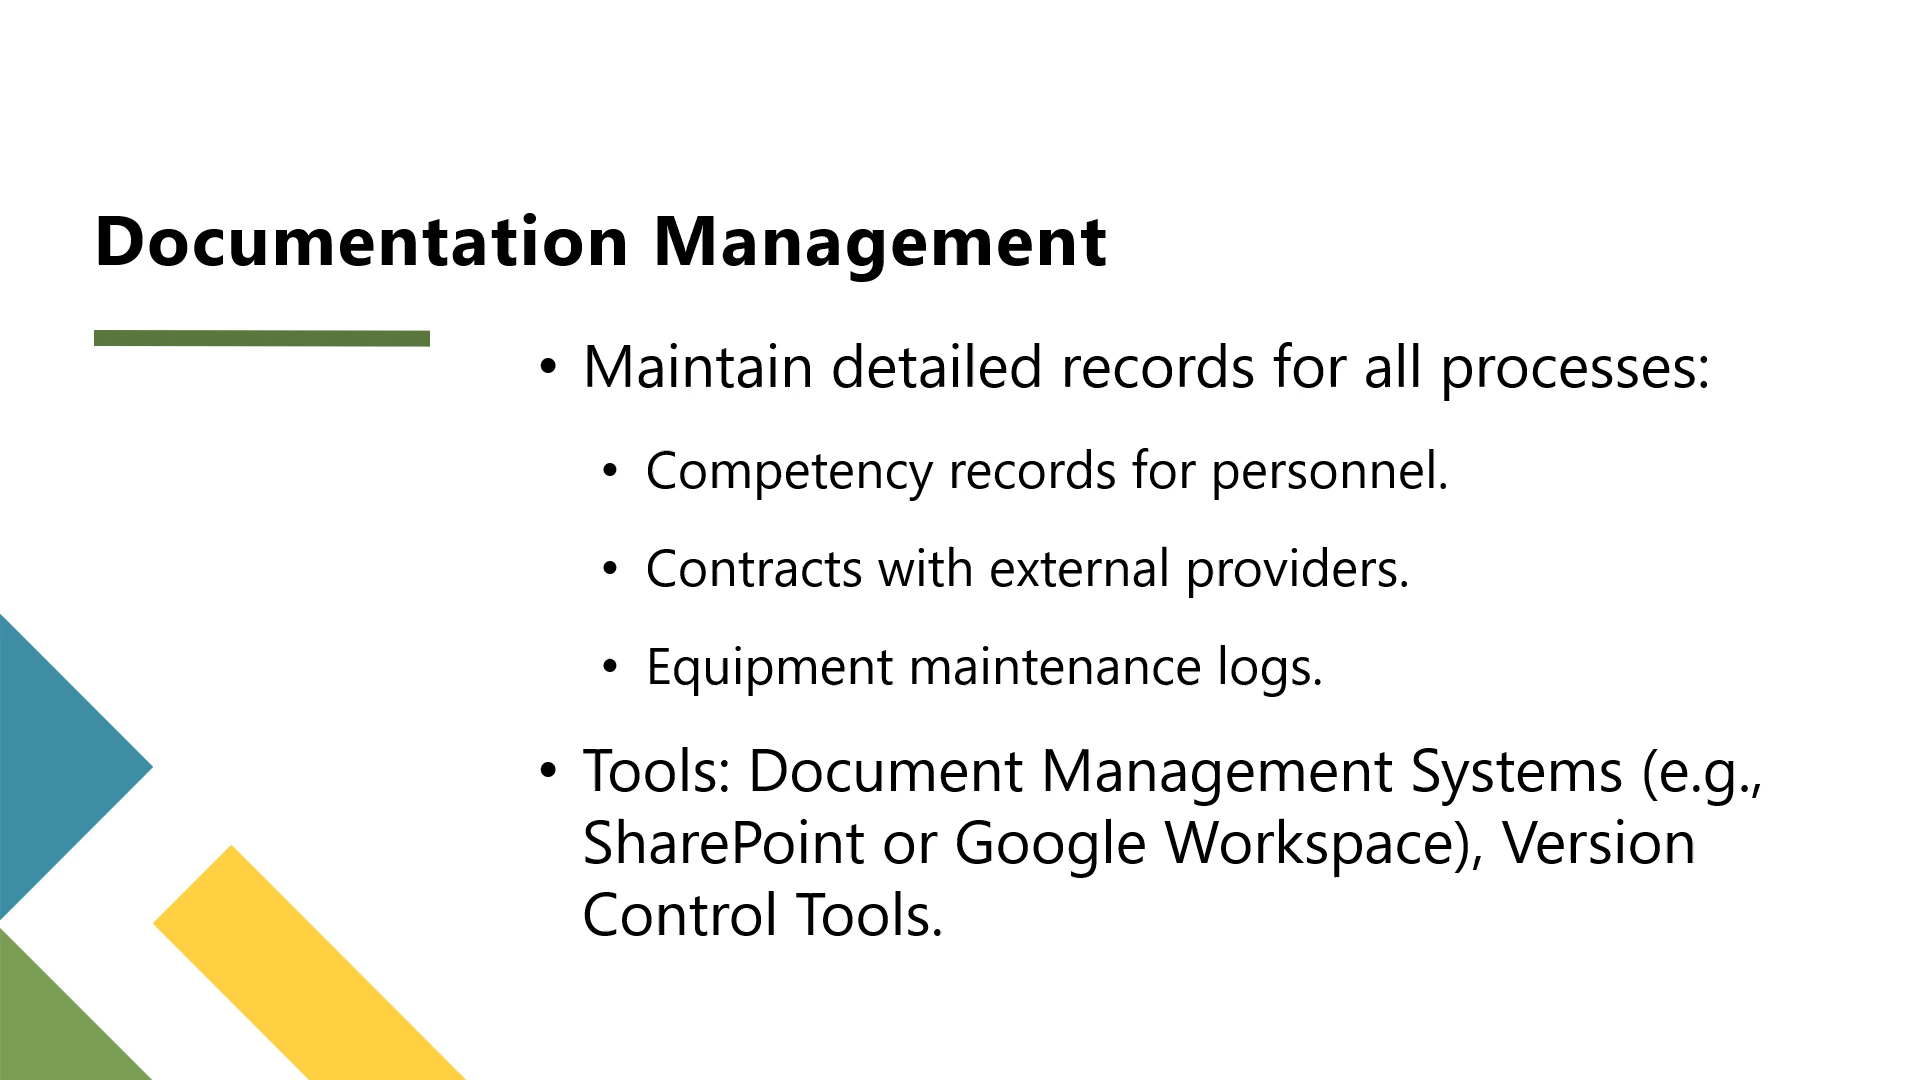 Documentation Management
• Maintain detailed records for all processes:
• Competency records for personnel.
• Contracts with external providers.
• Equipment maintenance logs.
• Tools: Document Management Systems (e.g.,
SharePoint or Google Workspace), Version
Control Tools.